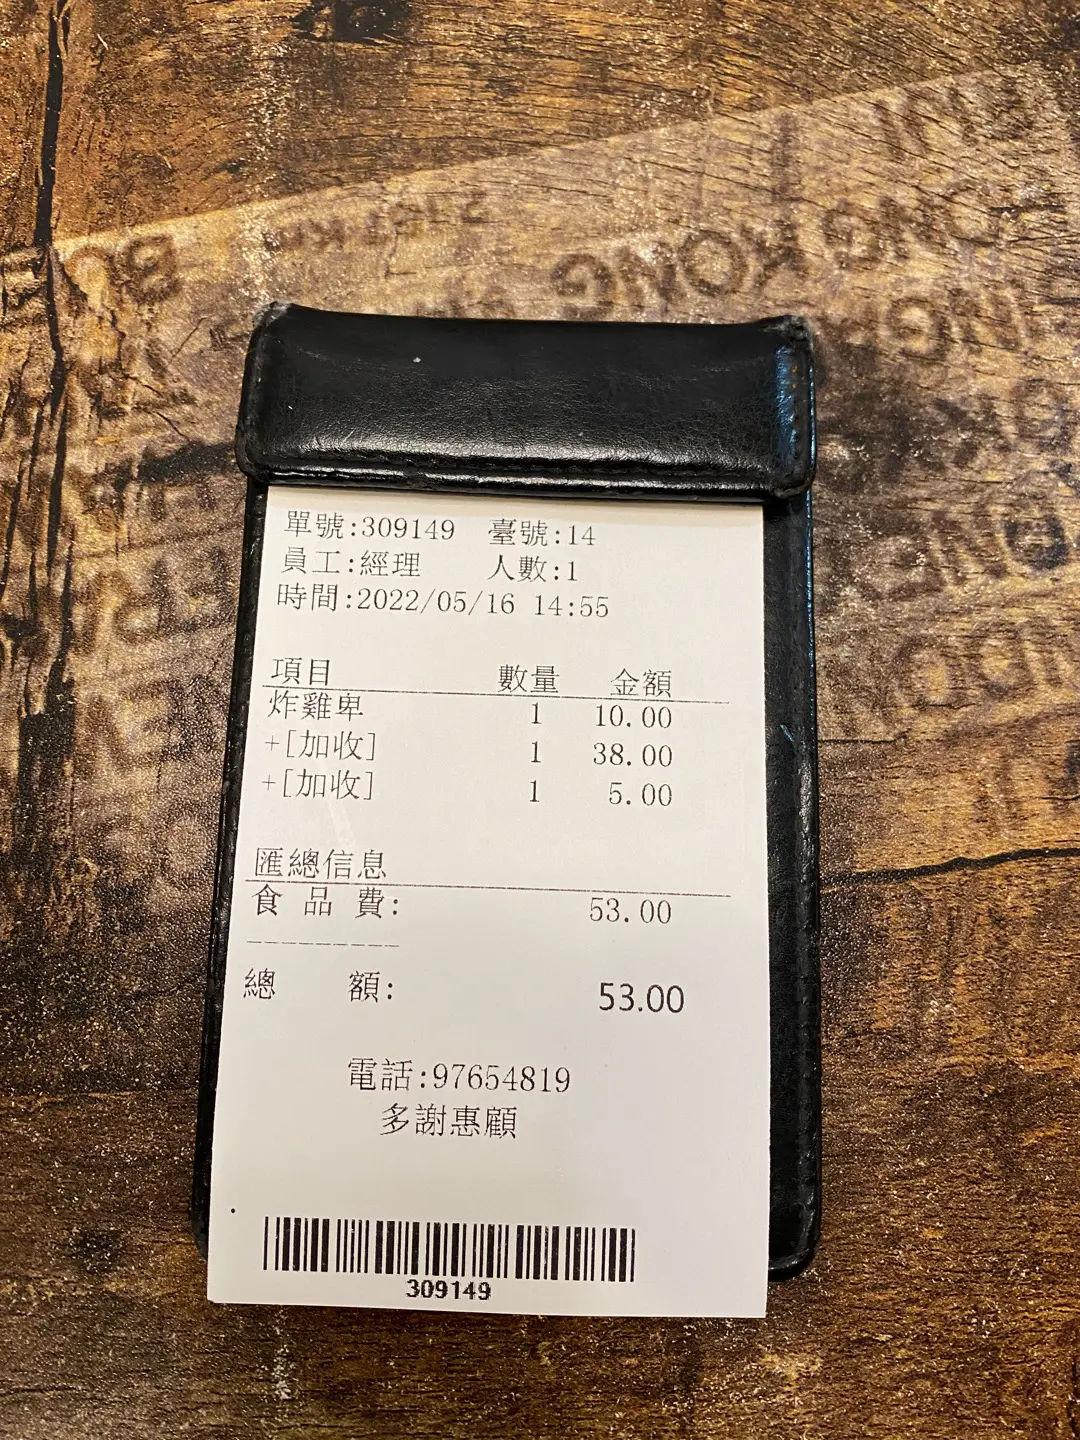 單號:309149 臺號:14
員工:經理 人數:1
時間:2022/05/16 14:55
項目 數量 金額
炸雞卑 1 10.00
+[加收] 1 38.00
+[加收] 1 5.00
匯總信息
食 品 費: 53.00
----------
總 額: 53.00
電話:97654819
多謝惠顧
309149